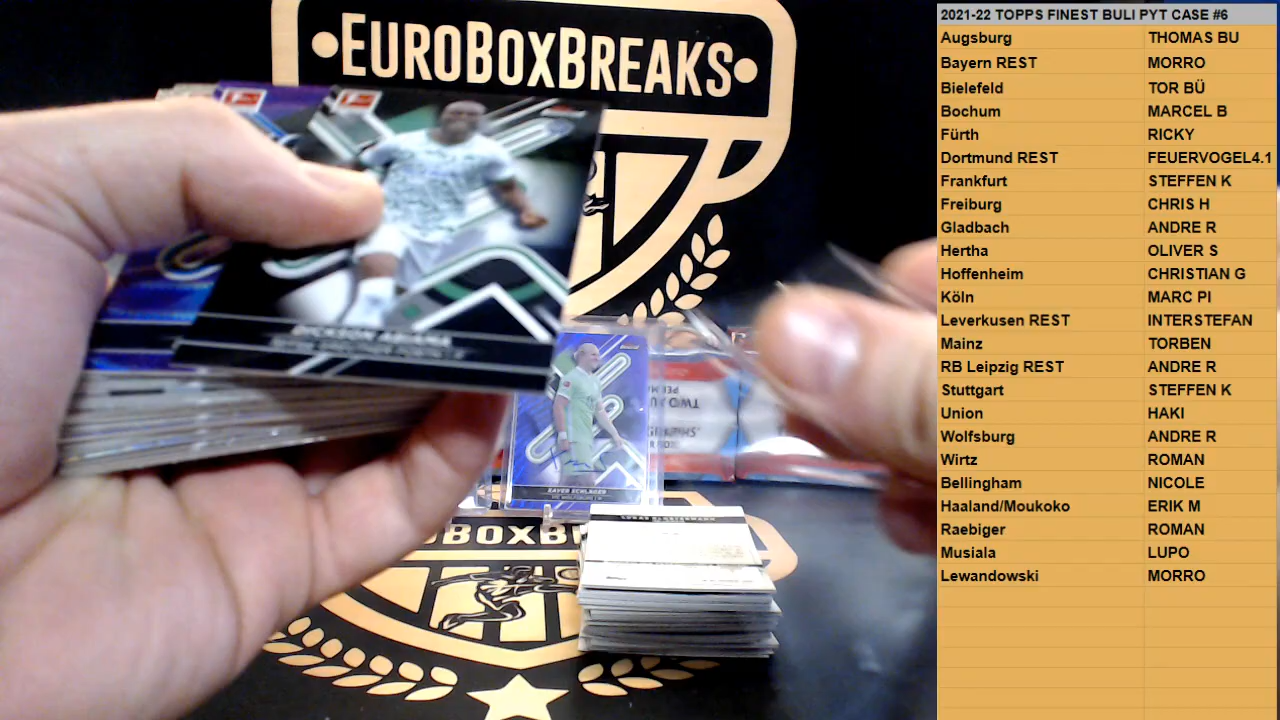 EUROBOXBREAKS
DICKSON ABIAMA
XAVER SCHLAGER
2021-22 TOPPS FINEST BULI PYT CASE #6
Augsburg THOMAS BU
Bayern REST MORRO
Bielefeld TOR BÜ
Bochum MARCEL B
Fürth RICKY
Dortmund REST FEUERVOGEL4.1
Frankfurt STEFFEN K
Freiburg CHRIS H
Gladbach ANDRE R
Hertha OLIVER S
Hoffenheim CHRISTIAN G
Köln MARC PI
Leverkusen REST INTERSTEFAN
Mainz TORBEN
RB Leipzig REST ANDRE R
Stuttgart STEFFEN K
Union HAKI
Wolfsburg ANDRE R
Wirtz ROMAN
Bellingham NICOLE
Haaland/Moukoko ERIK M
Raebiger ROMAN
Musiala LUPO
Lewandowski MORRO